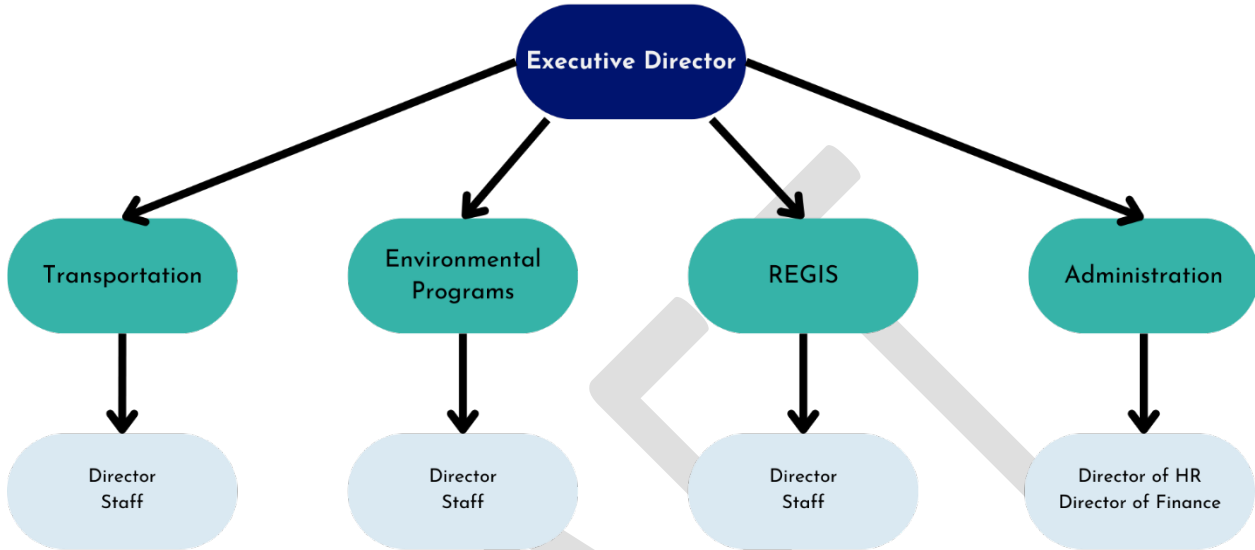 Executive Director
Transportation
Environmental
Programs
REGIS
Administration
Director
Staff
Director
Staff
Director
Staff
Director of HR
Director of Finance